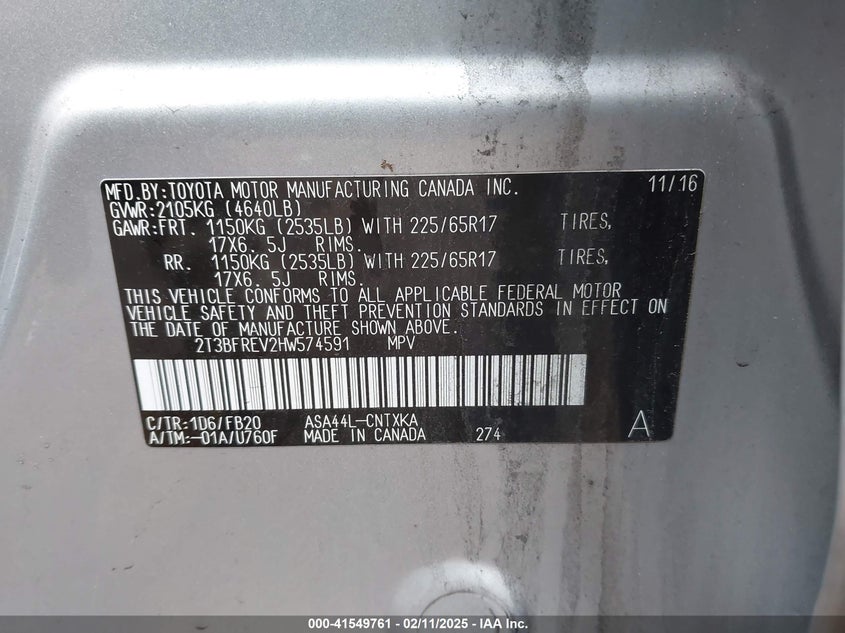 MFD.BY:TOYOTA MOTOR MANUFACTURING CANADA INC. 11/16
GVWR:2105KG (4640LB)
GAWR:FRT. 1150KG (2535LB) WITH 225/65R17 TIRES,
17X6. 5J RIMS.
RR. 1150KG (2535LB) WITH 225/65R17 TIRES,
17X6. 5J RIMS.
THIS VEHICLE CONFORMS TO ALL APPLICABLE FEDERAL MOTOR
VEHICLE SAFETY AND THEFT PREVENTION STANDARDS IN EFFECT ON
THE DATE OF MANUFACTURE SHOWN ABOVE.
2T3BFREV2HW574591 MPV
C/TR:1D6/FB20 ASA44L-CNTXKA
A/TM:-01A/U760F MADE IN CANADA 274 A
000-41549761 - 02/11/2025 - IAA Inc.